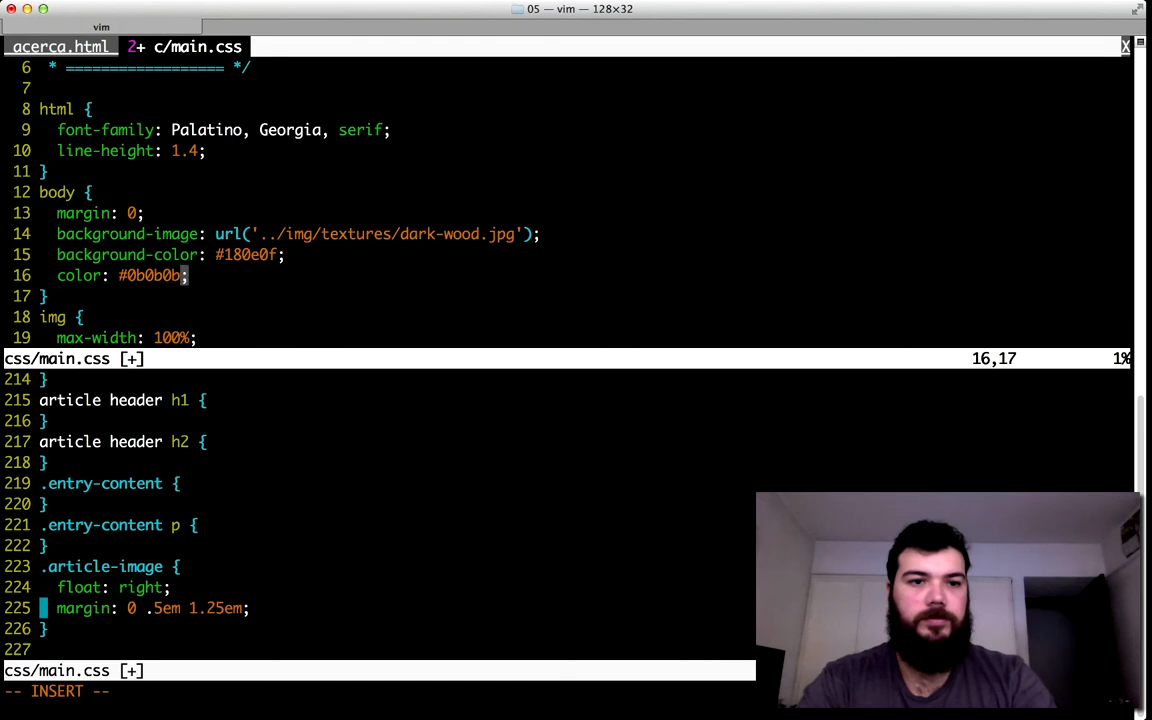 05 — vim — 128×32
vim
acerca.html 2+ c/main.css X
6 * ================== */
7
8 html {
9 font-family: Palatino, Georgia, serif;
10 line-height: 1.4;
11 }
12 body {
13 margin: 0;
14 background-image: url('../img/textures/dark-wood.jpg');
15 background-color: #180e0f;
16 color: #0b0b0b;
17 }
18 img {
19 max-width: 100%;
css/main.css [+] 16,17 1%
214 }
215 article header h1 {
216 }
217 article header h2 {
218 }
219 .entry-content {
220 }
221 .entry-content p {
222 }
223 .article-image {
224 float: right;
225 margin: 0 .5em 1.25em;
226 }
227
css/main.css [+]
-- INSERT --